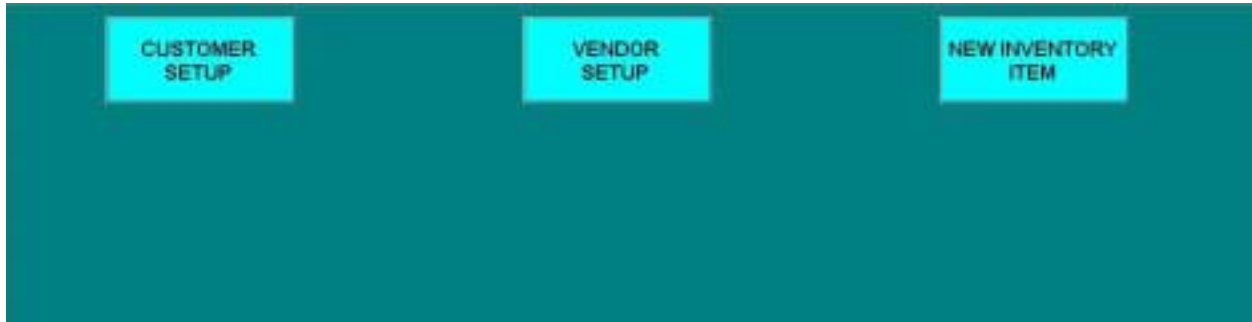 CUSTOMER
SETUP
VENDOR
SETUP
NEW INVENTORY
ITEM